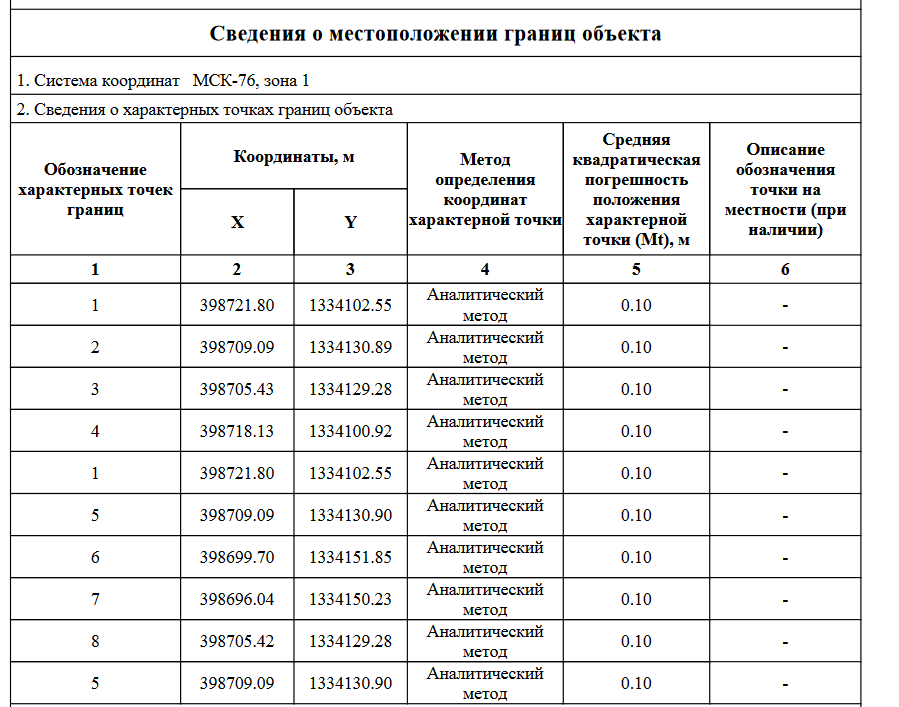 Сведения о местоположении границ объекта
1. Система координат МСК-76, зона 1
2. Сведения о характерных точках границ объекта
Обозначение
характерных точек
границ
Координаты, м
X
Y
Метод
определения
координат
характерной точки
Средняя
квадратическая
погрешность
положения
характерной
точки (Mt), м
Описание
обозначения
точки на
местности (при
наличии)
1 2 3 4 5 6
1 398721.80 1334102.55 Аналитический
метод 0.10 -
2 398709.09 1334130.89 Аналитический
метод 0.10 -
3 398705.43 1334129.28 Аналитический
метод 0.10 -
4 398718.13 1334100.92 Аналитический
метод 0.10 -
1 398721.80 1334102.55 Аналитический
метод 0.10 -
5 398709.09 1334130.90 Аналитический
метод 0.10 -
6 398699.70 1334151.85 Аналитический
метод 0.10 -
7 398696.04 1334150.23 Аналитический
метод 0.10 -
8 398705.42 1334129.28 Аналитический
метод 0.10 -
5 398709.09 1334130.90 Аналитический
метод 0.10 -